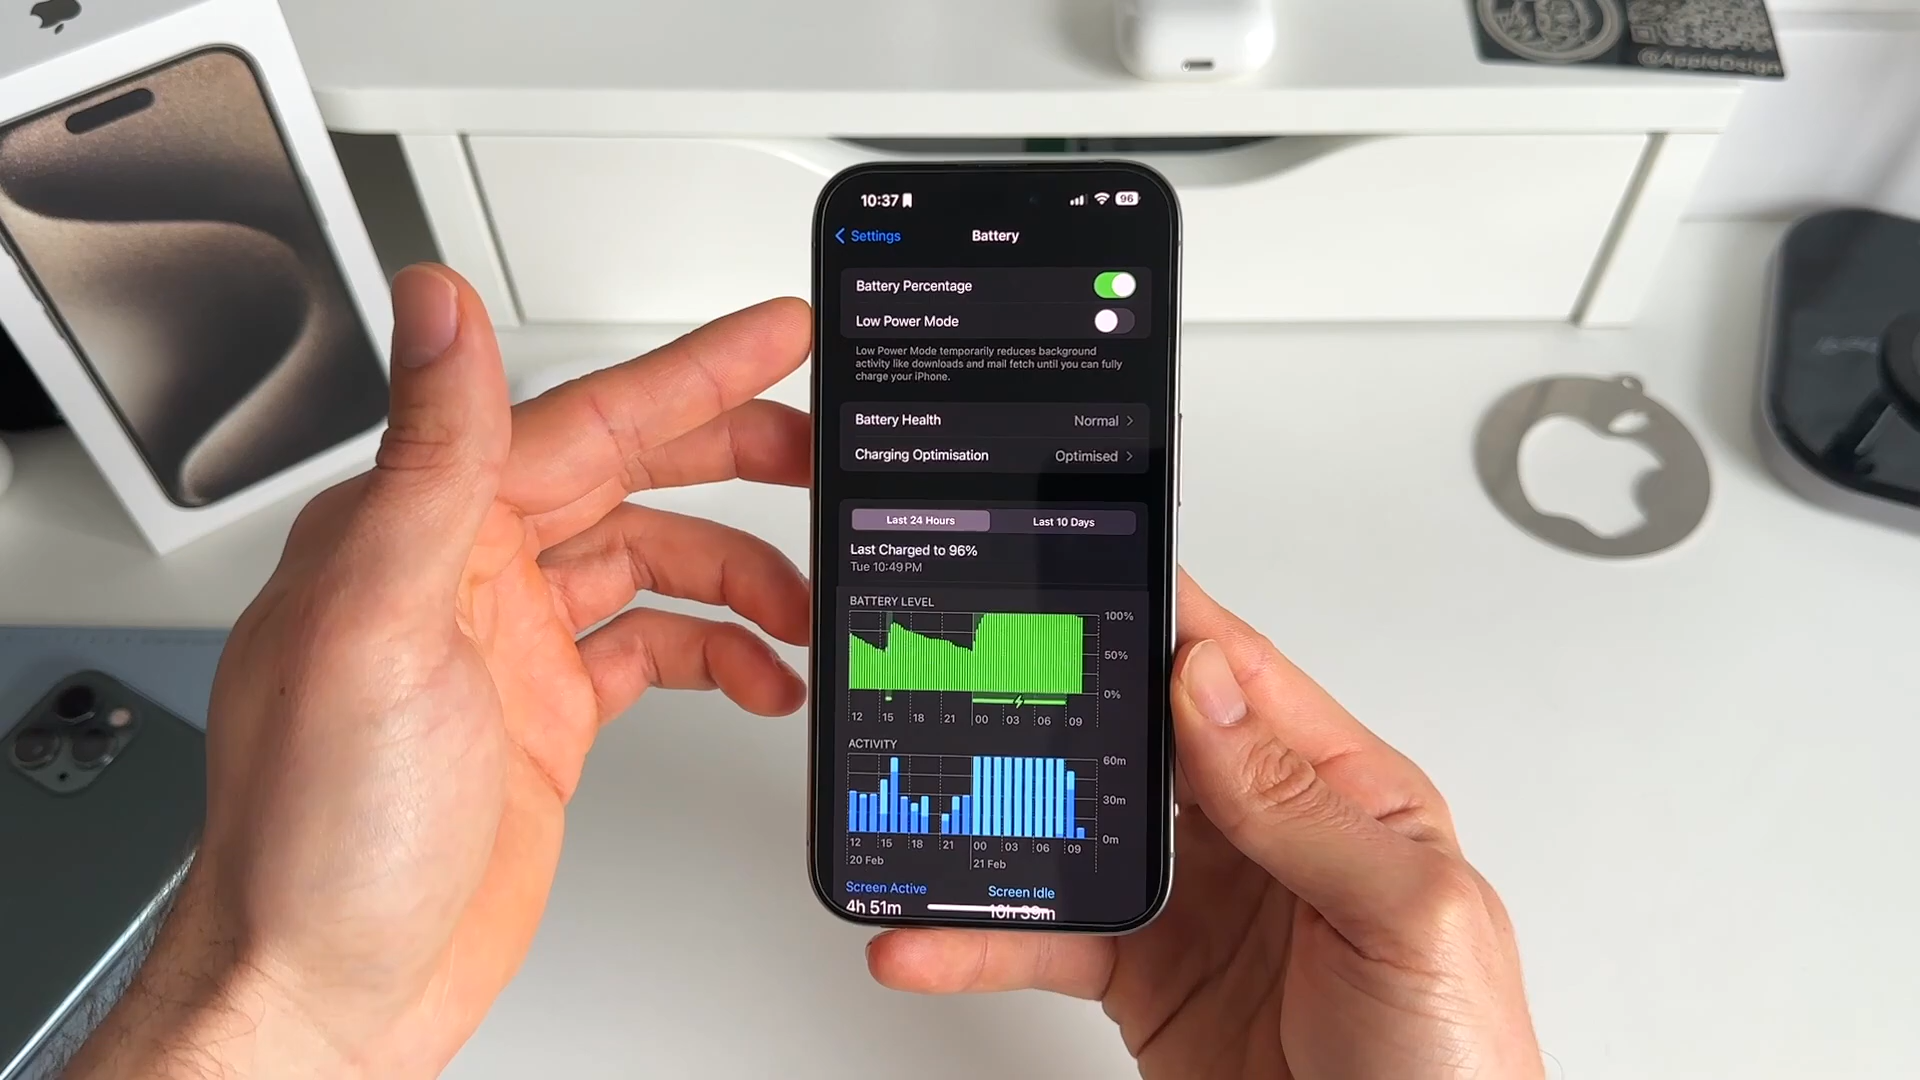 @AppleDsign
10:37
96
Settings
Battery
Battery Percentage
Low Power Mode
Low Power Mode temporarily reduces background
activity like downloads and mail fetch until you can fully
charge your iPhone.
Battery Health Normal
Charging Optimisation Optimised
Last 24 Hours Last 10 Days
Last Charged to 96%
Tue 10:49 PM
BATTERY LEVEL
100%
50%
0%
12 15 18 21 00 03 06 09
ACTIVITY
60m
30m
0m
12 15 18 21 00 03 06 09
20 Feb 21 Feb
Screen Active Screen Idle
4h 51m 10h 39m